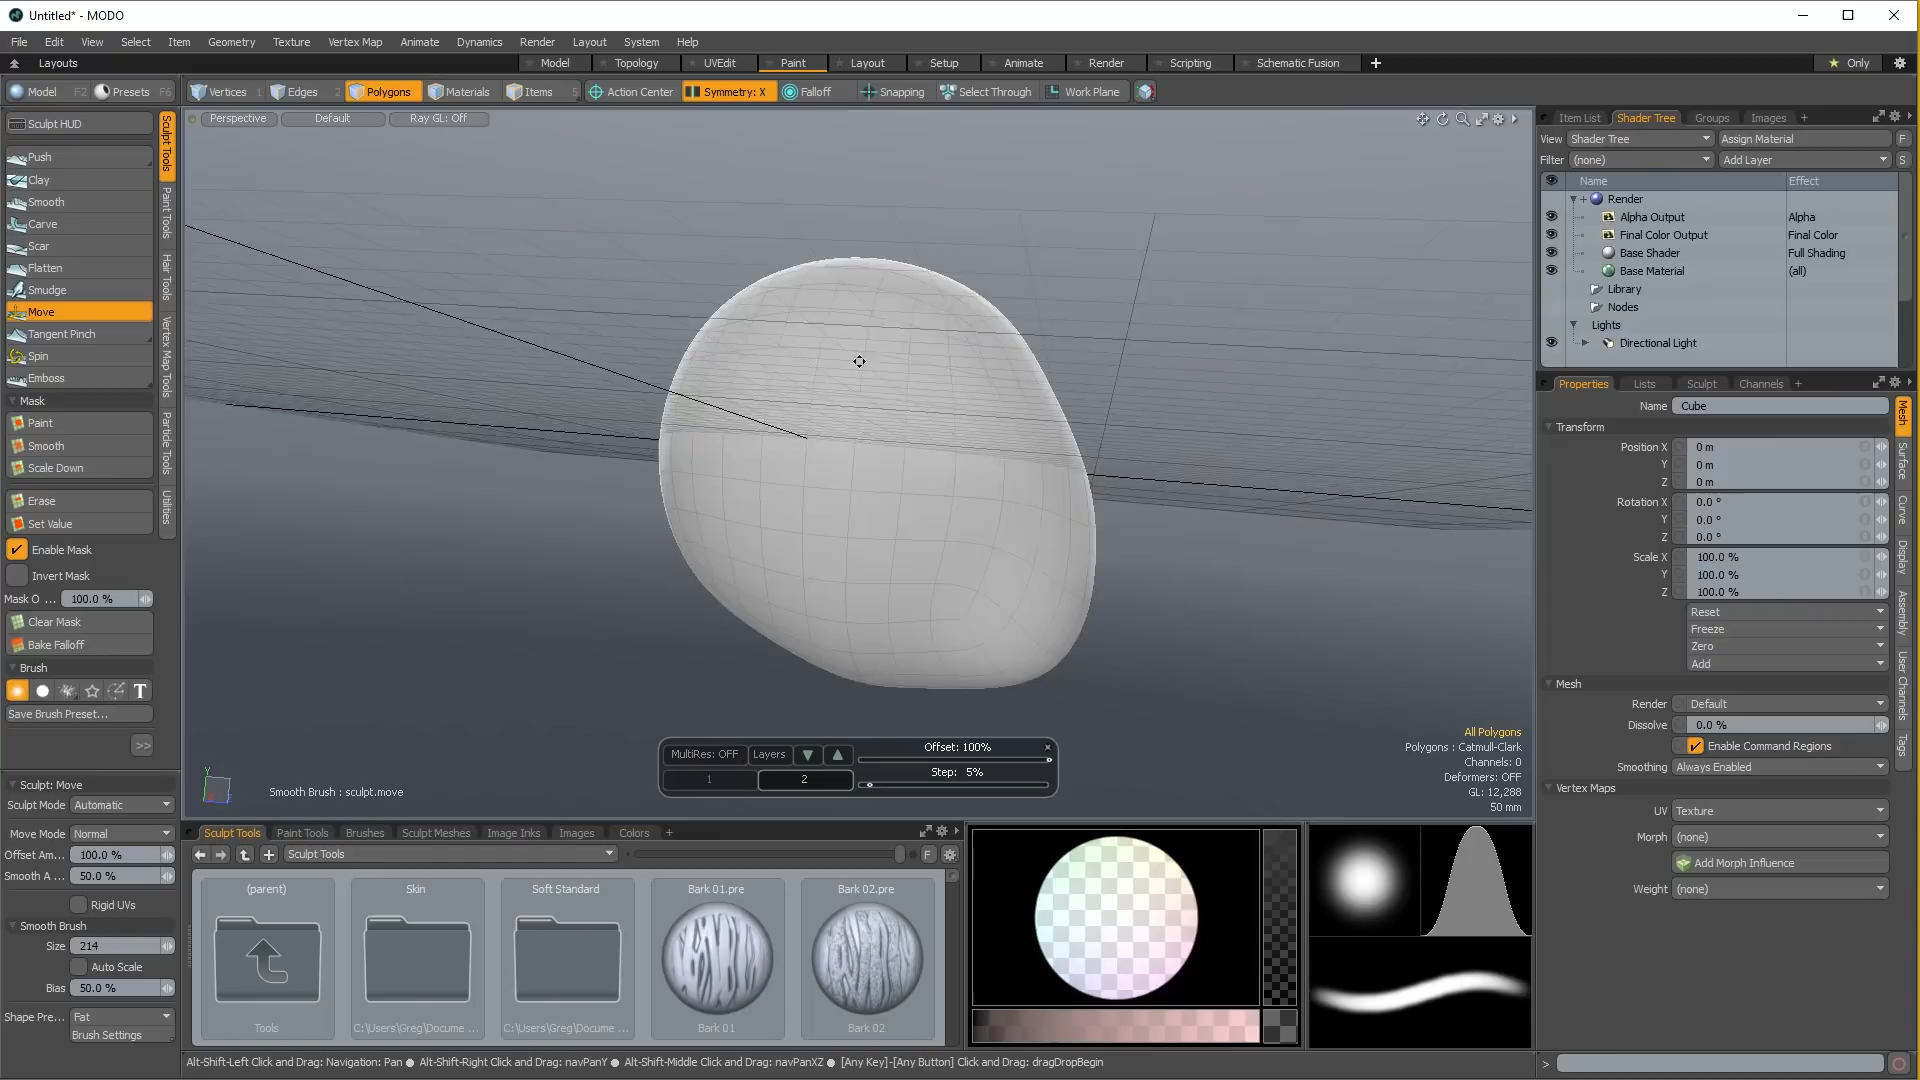 Untitled* - MODO
File Edit View Select Item Geometry Texture Vertex Map Animate Dynamics Render Layout System Help
Layouts Model Topology UVEdit Paint Layout Setup Animate Render Scripting Schematic Fusion + Only
Model F2 Presets F6 Vertices 1 Edges 2 Polygons Materials Items 5 Action Center Symmetry: X Falloff Snapping Select Through Work Plane
Sculpt HUD
Push
Clay
Smooth
Carve
Scar
Flatten
Smudge
Move
Tangent Pinch
Spin
Emboss
Mask
Paint
Smooth
Scale Down
Erase
Set Value
Enable Mask
Invert Mask
Mask O ... 100.0 %
Clear Mask
Bake Falloff
Brush
T
Save Brush Preset...
>>
Sculpt: Move
Sculpt Mode Automatic
Move Mode Normal
Offset Am... 100.0 %
Smooth A ... 50.0 %
Rigid UVs
Smooth Brush
Size 214
Auto Scale
Bias 50.0 %
Shape Pre... Fat
Brush Settings
Sculpt Tools
Paint Tools
Hair Tools
Vertex Map Tools
Particle Tools
Utilities
Perspective Default Ray GL: Off
MultiRes: OFF Layers Offset: 100%
1 2 Step: 5%
Y
Smooth Brush : sculpt.move
All Polygons
Polygons : Catmull-Clark
Channels: 0
Deformers: OFF
GL: 12,288
50 mm
Sculpt Tools Paint Tools Brushes Sculpt Meshes Image Inks Images Colors +
Sculpt Tools F
(parent) Skin Soft Standard Bark 01.pre Bark 02.pre
Tools C:\Users\Greg\Docume ... C:\Users\Greg\Docume ... Bark 01 Bark 02
Alt-Shift-Left Click and Drag: Navigation: Pan ● Alt-Shift-Right Click and Drag: navPanY ● Alt-Shift-Middle Click and Drag: navPanXZ ● [Any Key]-[Any Button] Click and Drag: dragDropBegin
Item List Shader Tree Groups Images +
View Shader Tree Assign Material F
Filter (none) Add Layer S
Name Effect
Render
Alpha Output Alpha
Final Color Output Final Color
Base Shader Full Shading
Base Material (all)
Library
Nodes
Lights
Directional Light
Properties Lists Sculpt Channels +
Name Cube
Transform
Position X 0 m
Y 0 m
Z 0 m
Rotation X 0.0 °
Y 0.0 °
Z 0.0 °
Scale X 100.0 %
Y 100.0 %
Z 100.0 %
Reset
Freeze
Zero
Add
Mesh
Render Default
Dissolve 0.0 %
Enable Command Regions
Smoothing Always Enabled
Vertex Maps
UV Texture
Morph (none)
Add Morph Influence
Weight (none)
Mesh
Surface
Curve
Display
Assembly
User Channels
Tags
>